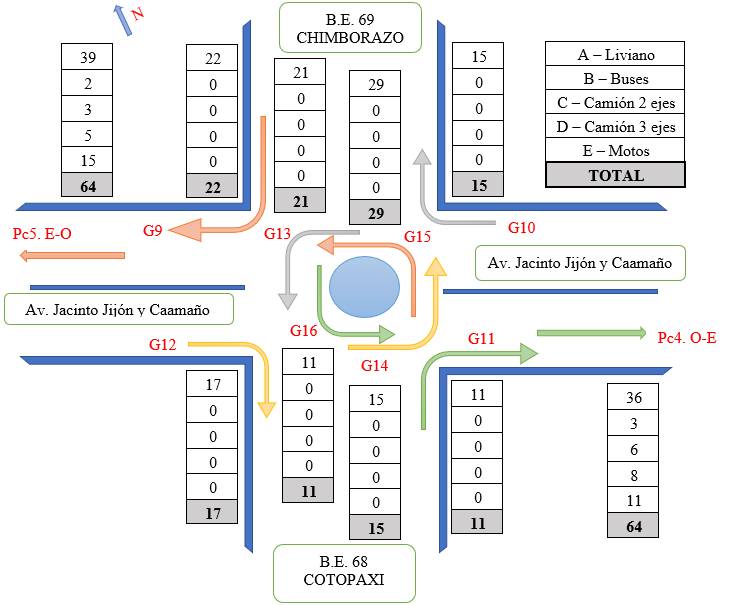 N
B.E. 69
CHIMBORAZO
39
2
3
5
15
64
22
0
0
0
0
22
21
0
0
0
0
21
29
0
0
0
0
29
15
0
0
0
0
15
A – Liviano
B – Buses
C – Camión 2 ejes
D – Camión 3 ejes
E – Motos
TOTAL
G9
G13
G15
G10
Pc5. E-O
Av. Jacinto Jijón y Caamaño
Av. Jacinto Jijón y Caamaño
G12
G16
G14
G11
Pc4. O-E
17
0
0
0
0
17
11
0
0
0
0
11
15
0
0
0
0
15
11
0
0
0
0
11
36
3
6
8
11
64
B.E. 68
COTOPAXI